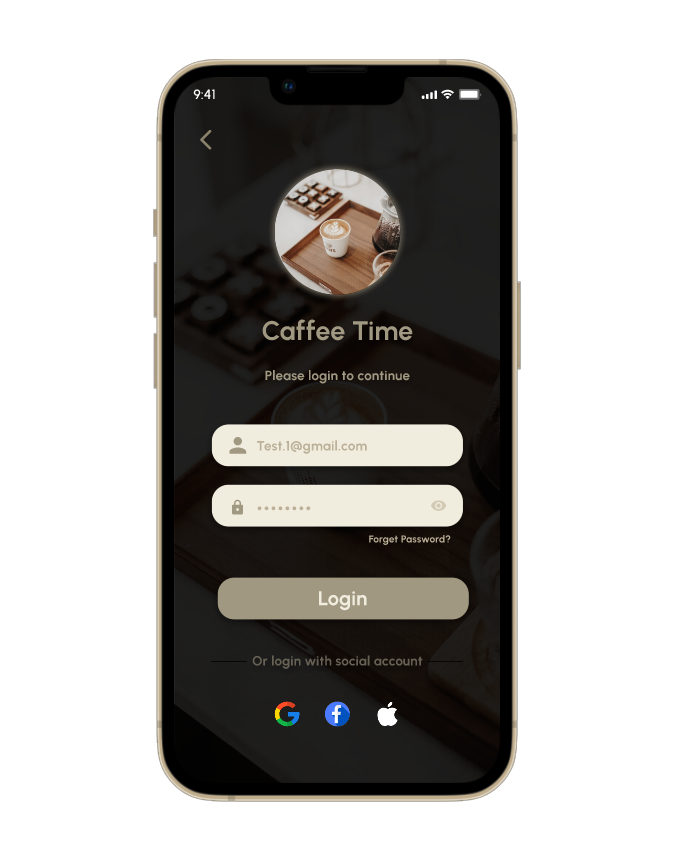 9:41
Caffee Time
Please login to continue
Test.1@gmail.com
••••••••
Forget Password?
Login
Or login with social account